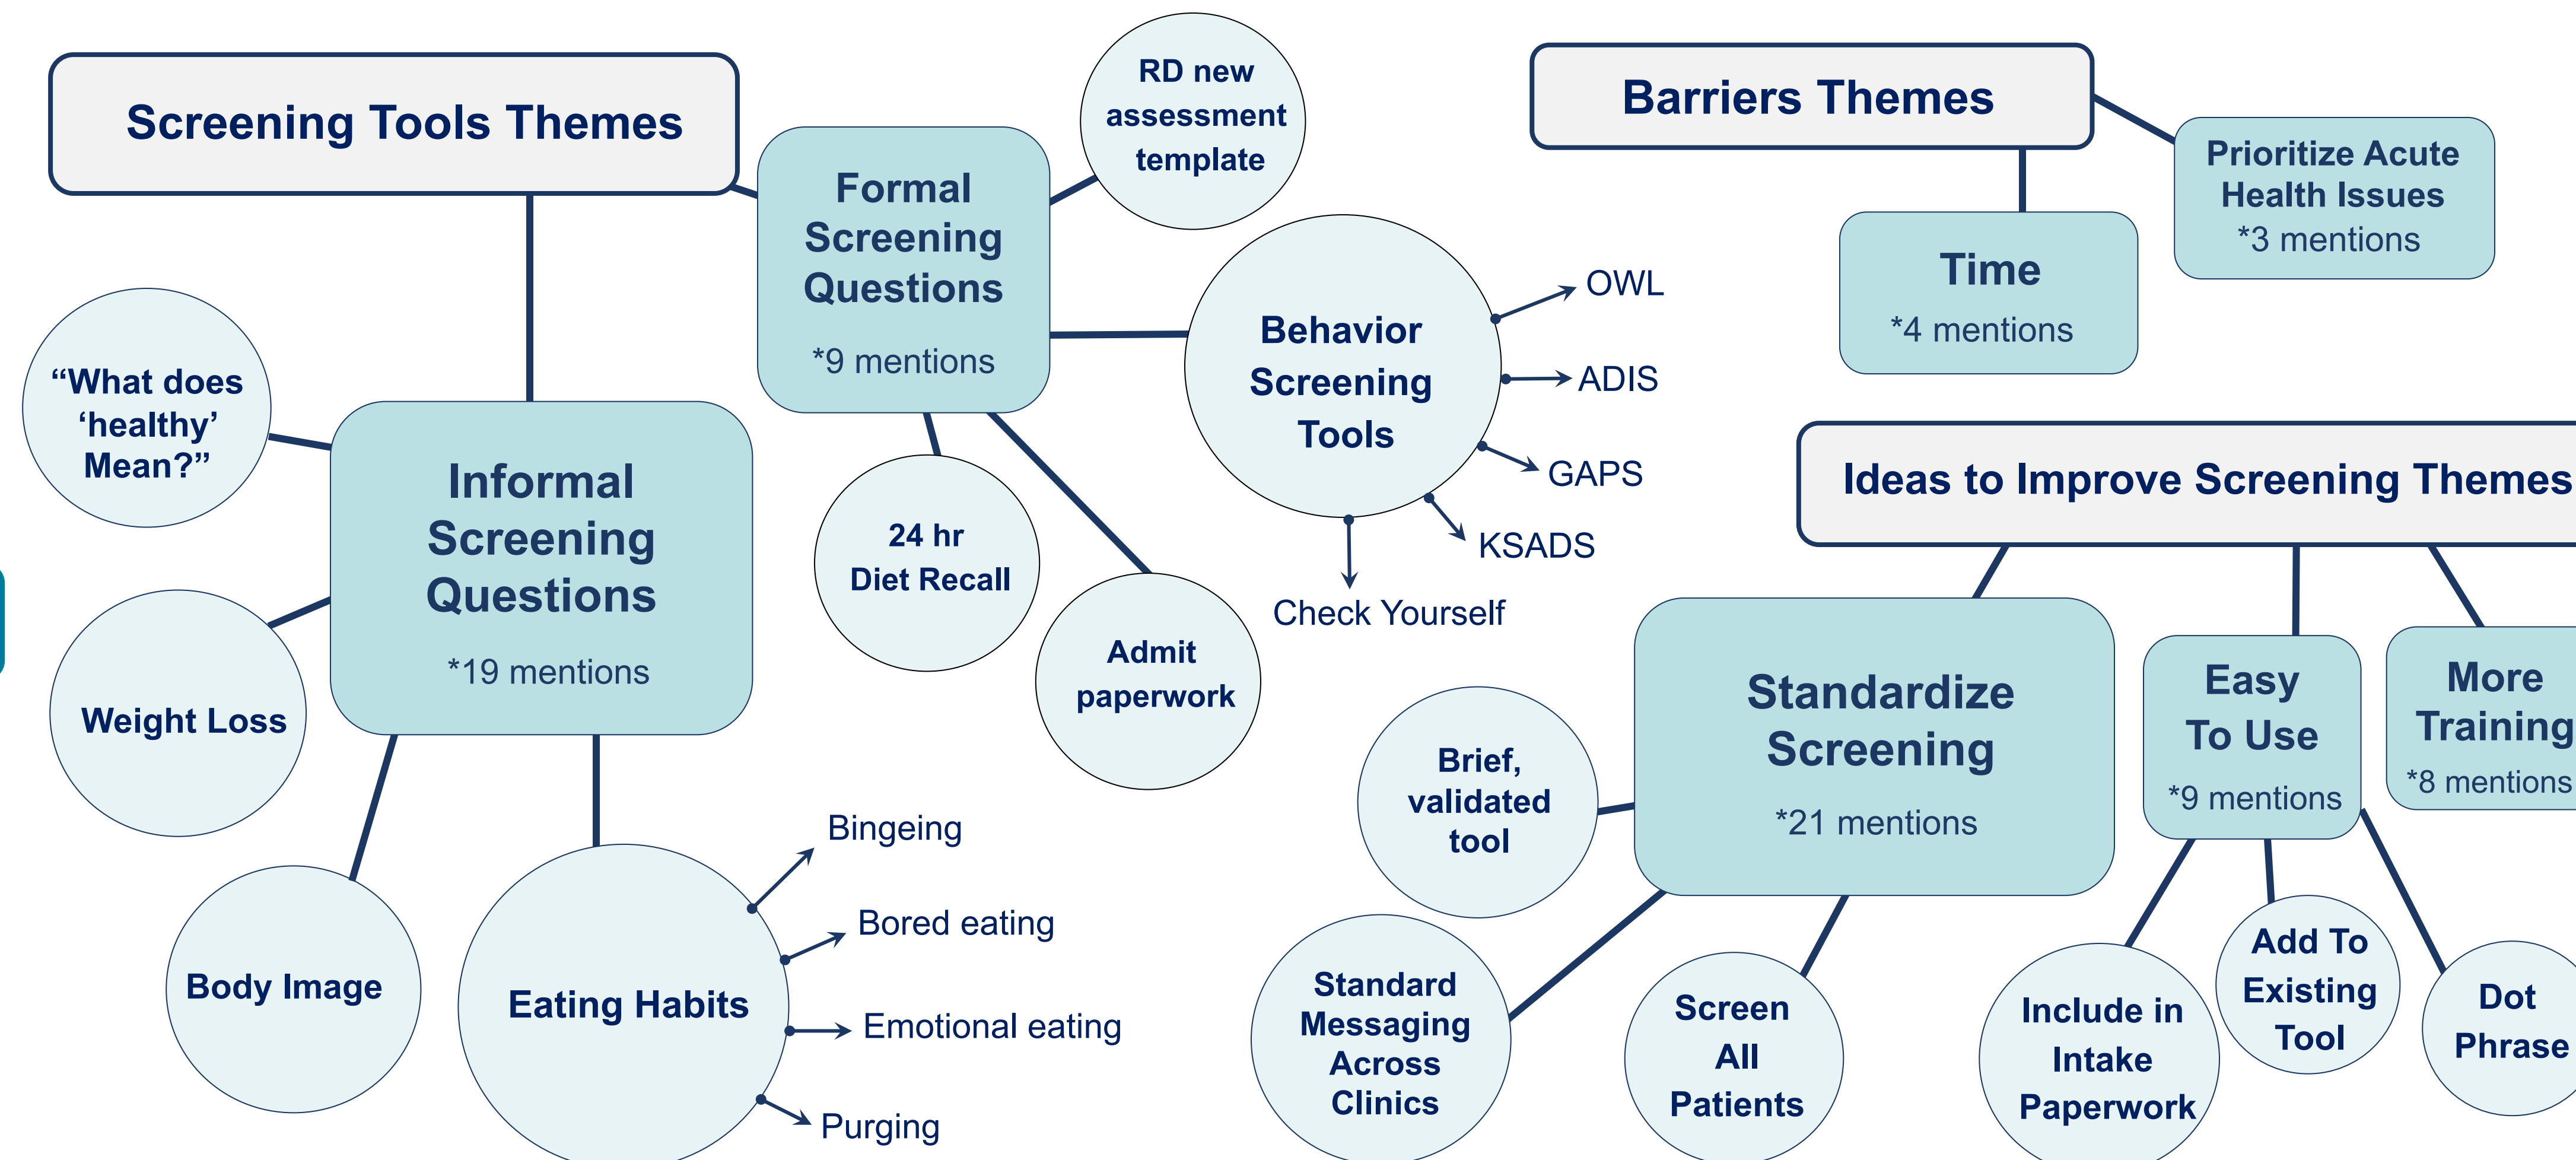 Screening Tools Themes
Formal
Screening
Questions
*9 mentions
RD new
assessment
template
Behavior
Screening
Tools
OWL
ADIS
GAPS
KSADS
Check Yourself
24 hr
Diet Recall
Admit
paperwork
“What does
‘healthy’
Mean?”
Informal
Screening
Questions
*19 mentions
Weight Loss
Body Image
Eating Habits
Bingeing
Bored eating
Emotional eating
Purging
Barriers Themes
Prioritize Acute
Health Issues
*3 mentions
Time
*4 mentions
Ideas to Improve Screening Themes
Standardize
Screening
*21 mentions
Brief,
validated
tool
Standard
Messaging
Across
Clinics
Screen
All
Patients
Easy
To Use
*9 mentions
Include in
Intake
Paperwork
Add To
Existing
Tool
Dot
Phrase
More
Training
*8 mentions